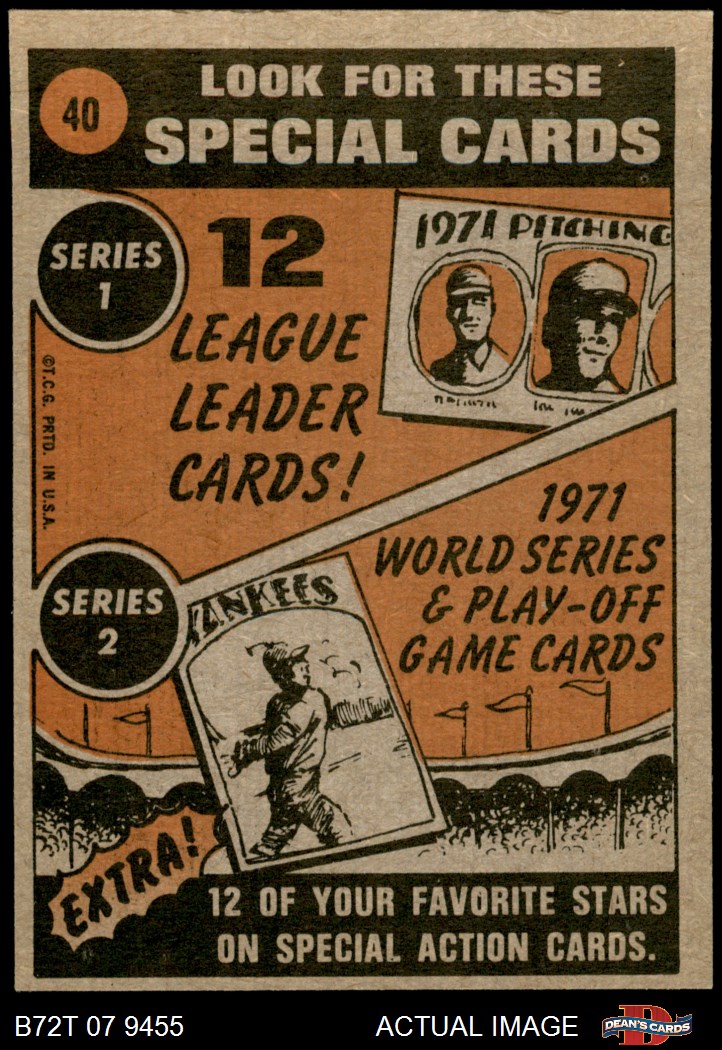 40
LOOK FOR THESE
SPECIAL CARDS
SERIES
1
12
LEAGUE
LEADER
CARDS!
1971 PITCHING
©T.C.G. PRTD. IN U.S.A.
SERIES
2
1971
WORLD SERIES
& PLAY-OFF
GAME CARDS
YANKEES
EXTRA!
12 OF YOUR FAVORITE STARS
ON SPECIAL ACTION CARDS.
B72T 07 9455
ACTUAL IMAGE
D
DEAN'S CARDS